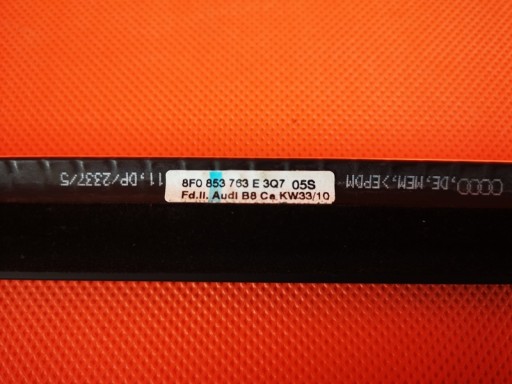 8F0 853 763 E 3Q7 05S
Fd.li. Audi B8 Ca KW33/10
,DE,MEM,>EPDM
11,DP/2337/5